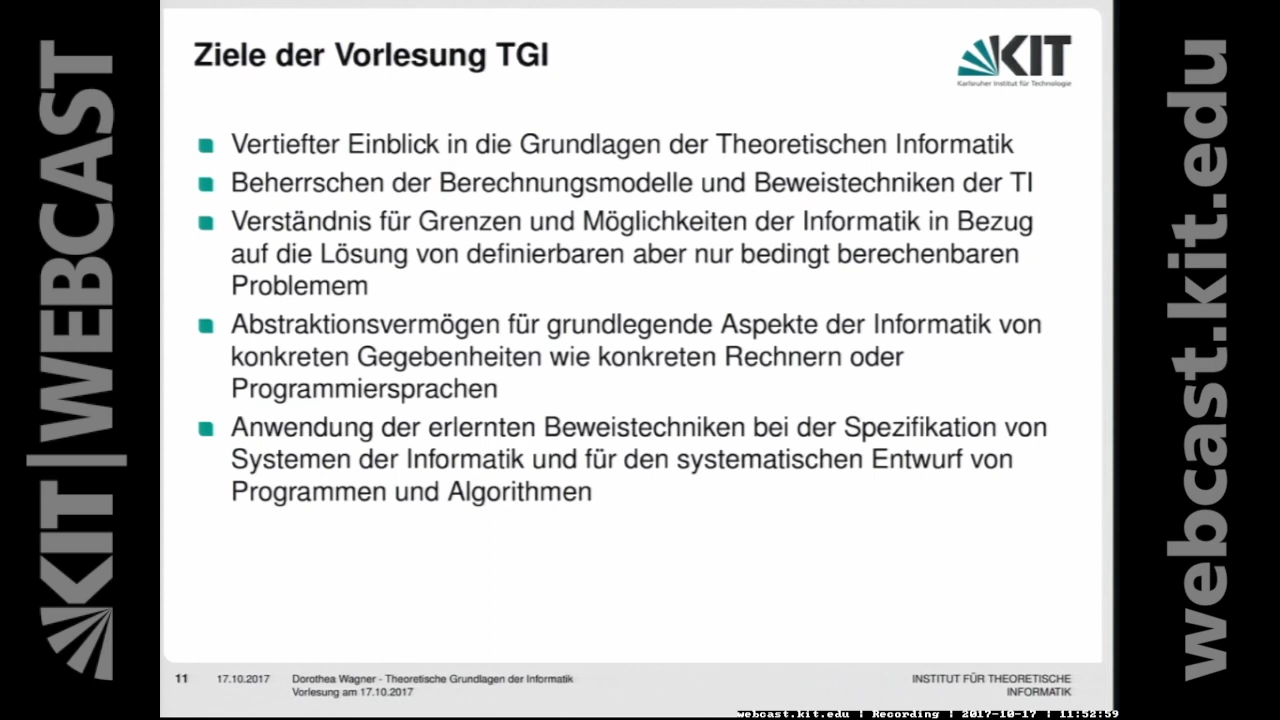 KIT|WEBCAST
Ziele der Vorlesung TGI
KIT
Karlsruher Institut für Technologie
Vertiefter Einblick in die Grundlagen der Theoretischen Informatik
Beherrschen der Berechnungsmodelle und Beweistechniken der TI
Verständnis für Grenzen und Möglichkeiten der Informatik in Bezug
auf die Lösung von definierbaren aber nur bedingt berechenbaren
Problemem
Abstraktionsvermögen für grundlegende Aspekte der Informatik von
konkreten Gegebenheiten wie konkreten Rechnern oder
Programmiersprachen
Anwendung der erlernten Beweistechniken bei der Spezifikation von
Systemen der Informatik und für den systematischen Entwurf von
Programmen und Algorithmen
11 17.10.2017 Dorothea Wagner - Theoretische Grundlagen der Informatik
Vorlesung am 17.10.2017
INSTITUT FÜR THEORETISCHE
INFORMATIK
webcast.kit.edu | Recording | 2017-10-17 | 11:52:59
webcast.kit.edu